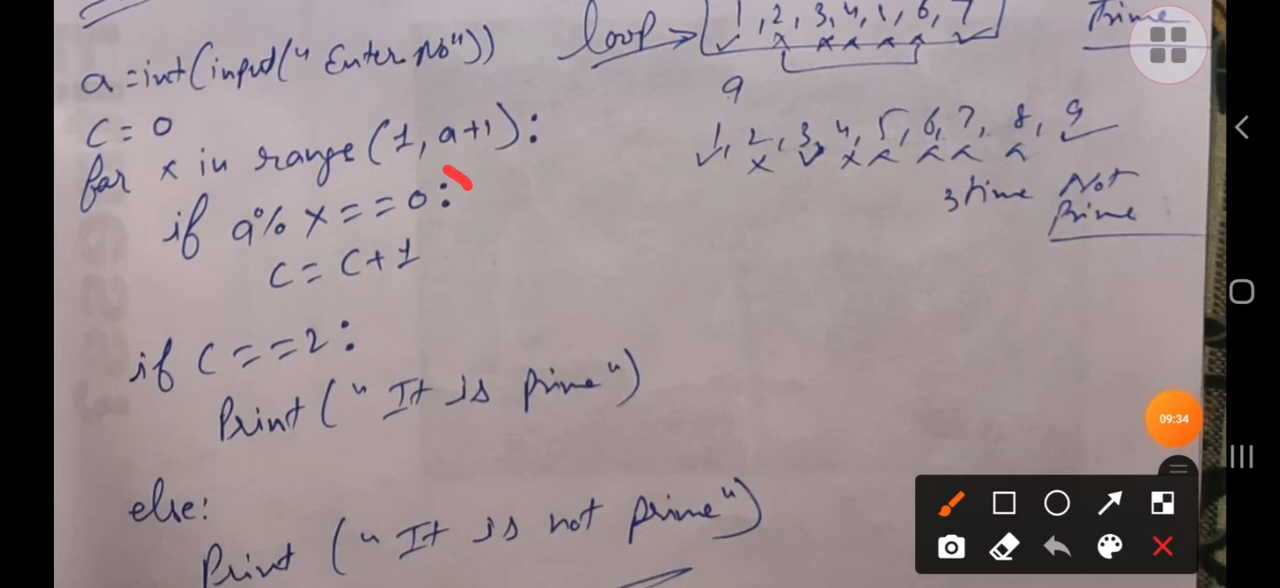 loop → 1, 2, 3, 4, 1, 6, 7
Prime
a = int(input(" Enter No"))
9
C = 0
1, 2, 3, 4, 5, 6, 7, 8, 9
for x in range (1, a+1):
3 time Not
Prime
if a% x == 0:
C = C+1
if C == 2:
Print (" It is Prime")
else:
Print (" It is not prime")
09:34